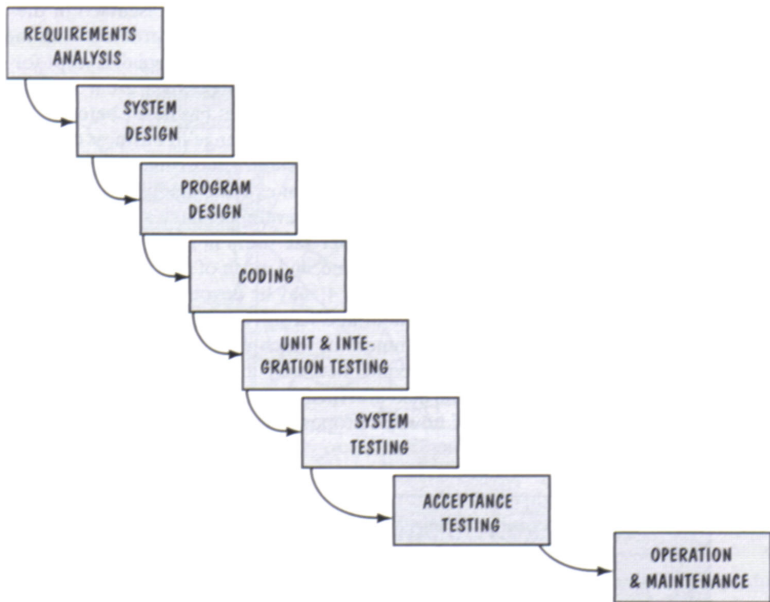 REQUIREMENTS
ANALYSIS
SYSTEM
DESIGN
PROGRAM
DESIGN
CODING
UNIT & INTE-
GRATION TESTING
SYSTEM
TESTING
ACCEPTANCE
TESTING
OPERATION
& MAINTENANCE